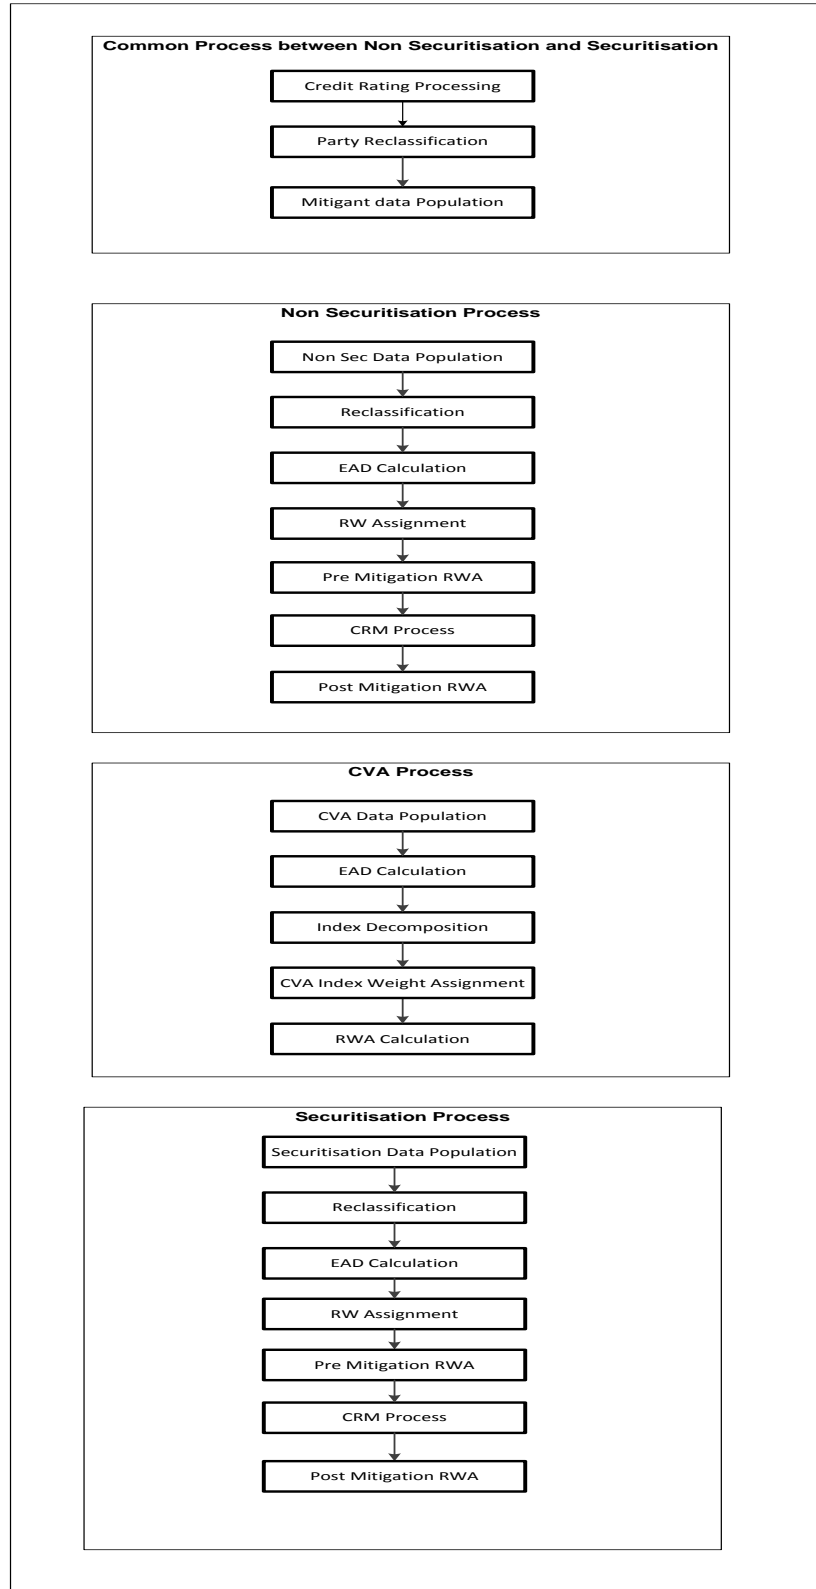 Common Process between Non Securitisation and Securitisation
Credit Rating Processing
Party Reclassification
Mitigant data Population
Non Securitisation Process
Non Sec Data Population
Reclassification
EAD Calculation
RW Assignment
Pre Mitigation RWA
CRM Process
Post Mitigation RWA
CVA Process
CVA Data Population
EAD Calculation
Index Decomposition
CVA Index Weight Assignment
RWA Calculation
Securitisation Process
Securitisation Data Population
Reclassification
EAD Calculation
RW Assignment
Pre Mitigation RWA
CRM Process
Post Mitigation RWA